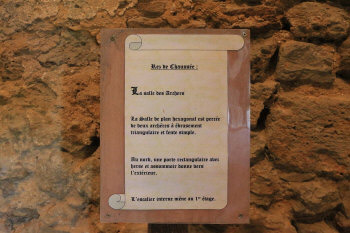 Rez de Chaussée :
La salle des Archers
La Salle de plan hexagonal est percée
de deux archères à ébrasement
triangulaire et fente simple.
Au nord, une porte rectangulaire avec
herse et assommoir donne vers
l'extérieur.
L'escalier interne mène au 1er étage.